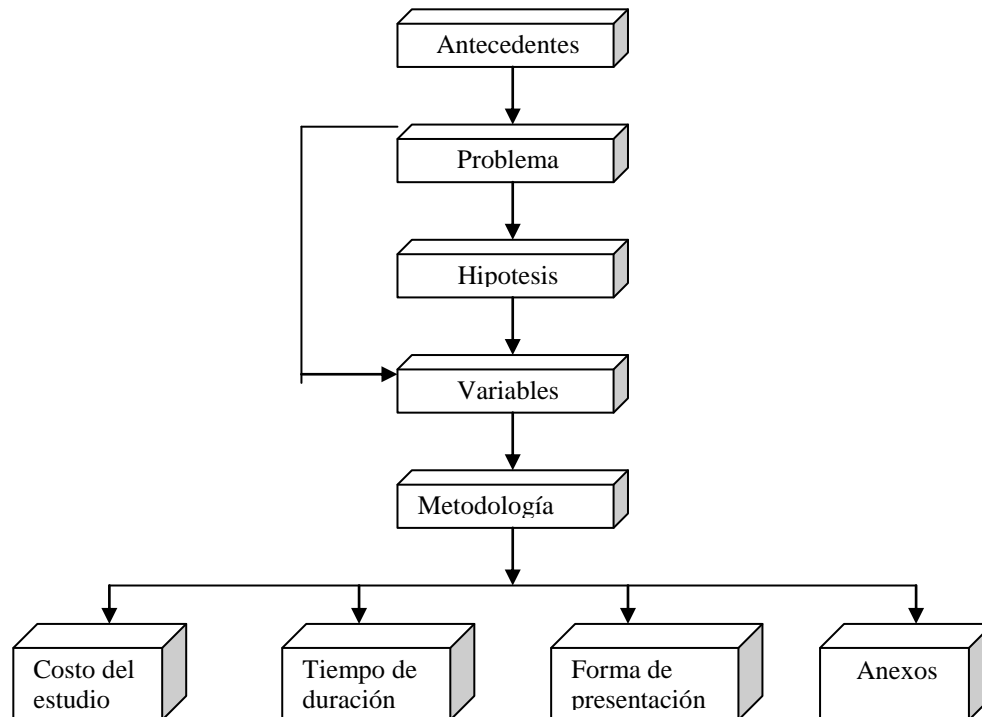 Antecedentes
Problema
Hipotesis
Variables
Metodología
Costo del
estudio
Tiempo de
duración
Forma de
presentación
Anexos